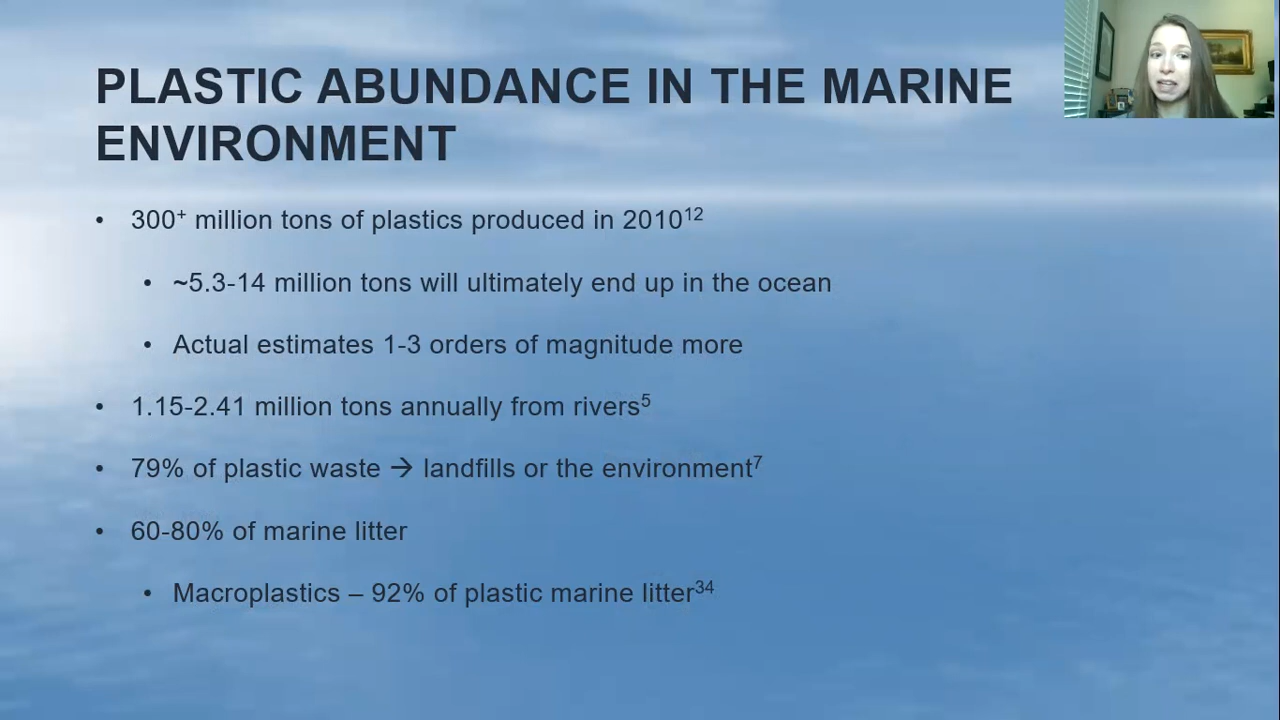 PLASTIC ABUNDANCE IN THE MARINE
ENVIRONMENT
• 300⁺ million tons of plastics produced in 2010¹²
• ~5.3-14 million tons will ultimately end up in the ocean
• Actual estimates 1-3 orders of magnitude more
• 1.15-2.41 million tons annually from rivers⁵
• 79% of plastic waste → landfills or the environment⁷
• 60-80% of marine litter
• Macroplastics – 92% of plastic marine litter³⁴